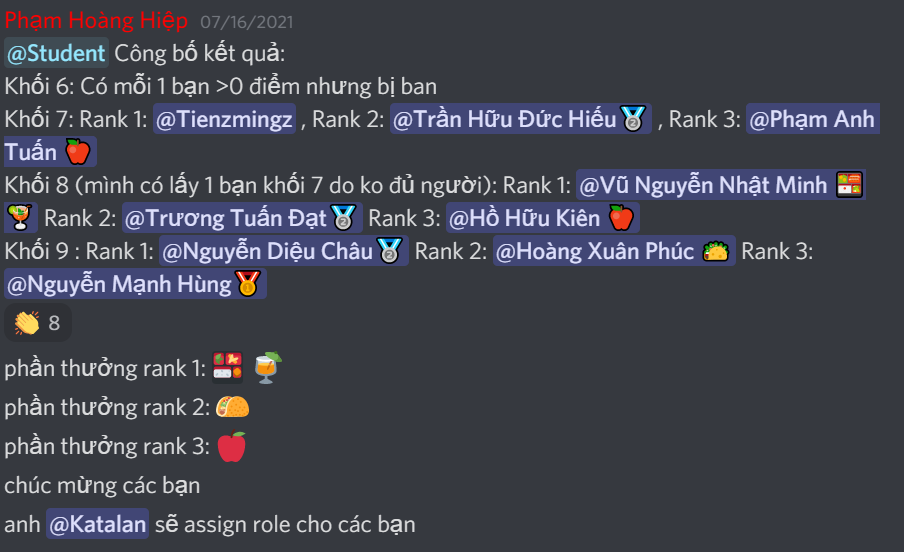 Phạm Hoàng Hiệp 07/16/2021
@Student Công bố kết quả:
Khối 6: Có mỗi 1 bạn >0 điểm nhưng bị ban
Khối 7: Rank 1: @Tienzmingz , Rank 2: @Trần Hữu Đức Hiếu🥈 , Rank 3: @Phạm Anh
Tuấn 🍎
Khối 8 (mình có lấy 1 bạn khối 7 do ko đủ người): Rank 1: @Vũ Nguyễn Nhật Minh 🍱
🍹 Rank 2: @Trương Tuấn Đạt🥈 Rank 3: @Hồ Hữu Kiên 🍎
Khối 9 : Rank 1: @Nguyễn Diệu Châu🥈 Rank 2: @Hoàng Xuân Phúc 🌮 Rank 3:
@Nguyễn Mạnh Hùng🥇
👏 8
phần thưởng rank 1: 🍱 🍹
phần thưởng rank 2: 🌮
phần thưởng rank 3: 🍎
chúc mừng các bạn
anh @Katalan sẽ assign role cho các bạn